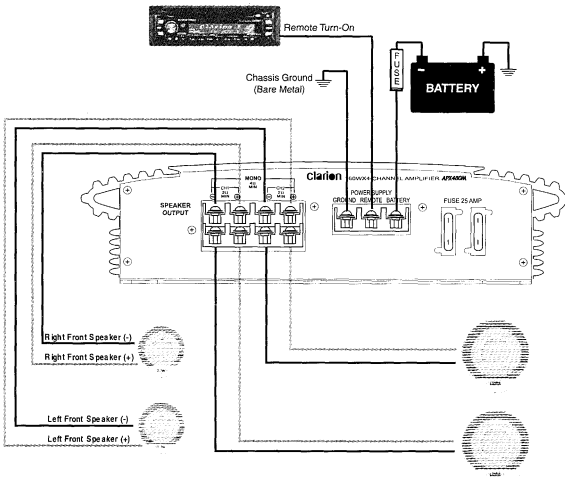 Remote Turn-On
Chassis Ground
(Bare Metal)
FUSE
-
+
BATTERY
MONO
MIN
clarion
CHANNEL AMPLIFIER
SPEAKER
OUTPUT
POWER SUPPLY
GROUND REMOTE BATTERY
FUSE 25 AMP
Right Front Speaker (-)
Right Front Speaker (+)
Left Front Speaker (-)
Left Front Speaker (+)